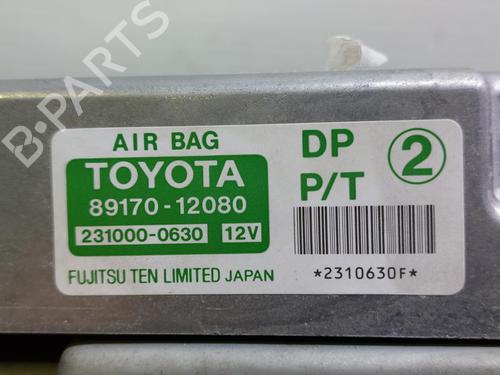 B·PARTS
AIR BAG
TOYOTA
89170-12080
231000-0630 12V
FUJITSU TEN LIMITED JAPAN
DP
P/T
2
*2310630F*